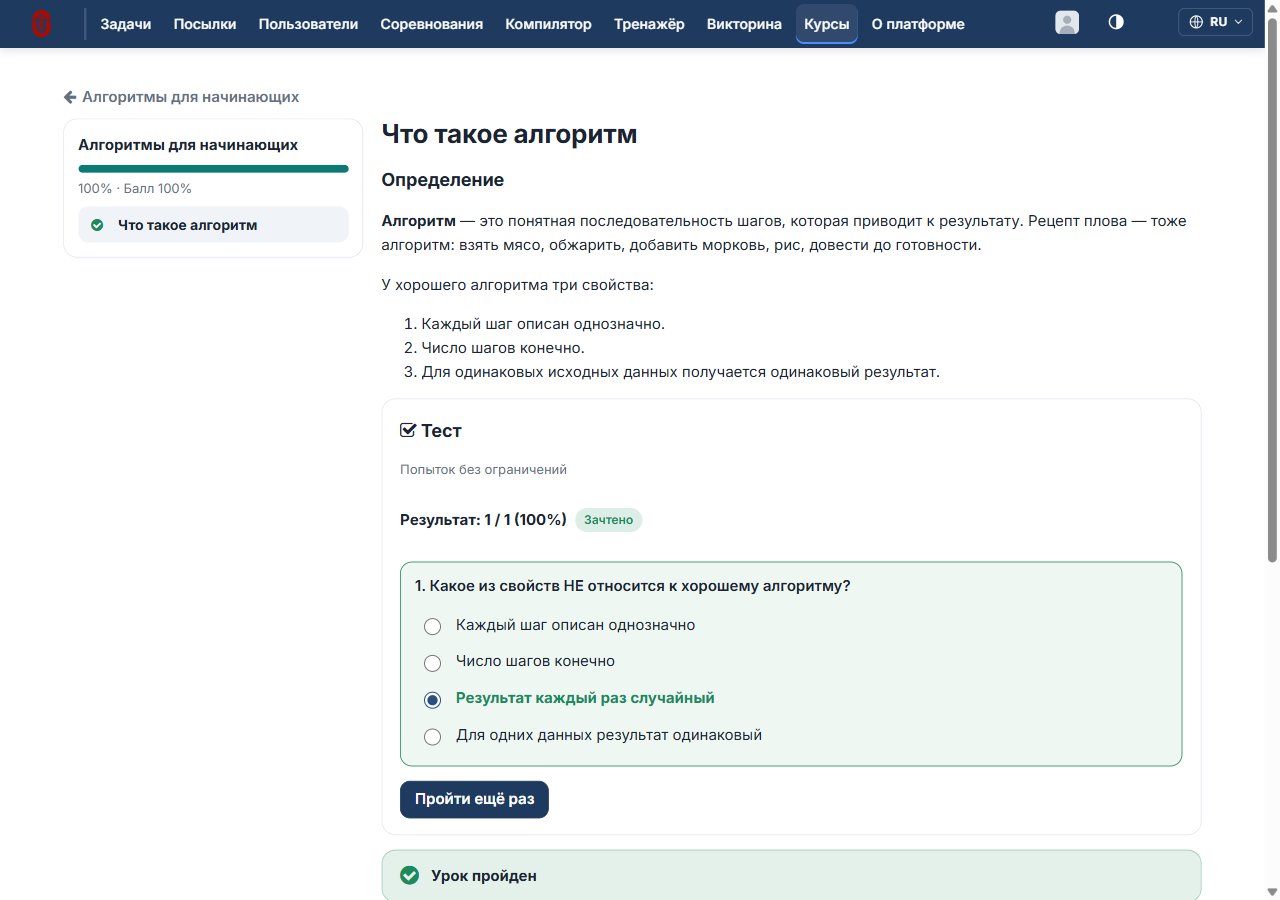 Задачи Посылки Пользователи Соревнования Компилятор Тренажёр Викторина Курсы О платформе RU
Алгоритмы для начинающих
Алгоритмы для начинающих
100% · Балл 100%
Что такое алгоритм
Что такое алгоритм
Определение
Алгоритм — это понятная последовательность шагов, которая приводит к результату. Рецепт плова — тоже
алгоритм: взять мясо, обжарить, добавить морковь, рис, довести до готовности.
У хорошего алгоритма три свойства:
1. Каждый шаг описан однозначно.
2. Число шагов конечно.
3. Для одинаковых исходных данных получается одинаковый результат.
Тест
Попыток без ограничений
Результат: 1 / 1 (100%) Зачтено
1. Какое из свойств НЕ относится к хорошему алгоритму?
Каждый шаг описан однозначно
Число шагов конечно
Результат каждый раз случайный
Для одних данных результат одинаковый
Пройти ещё раз
Урок пройден